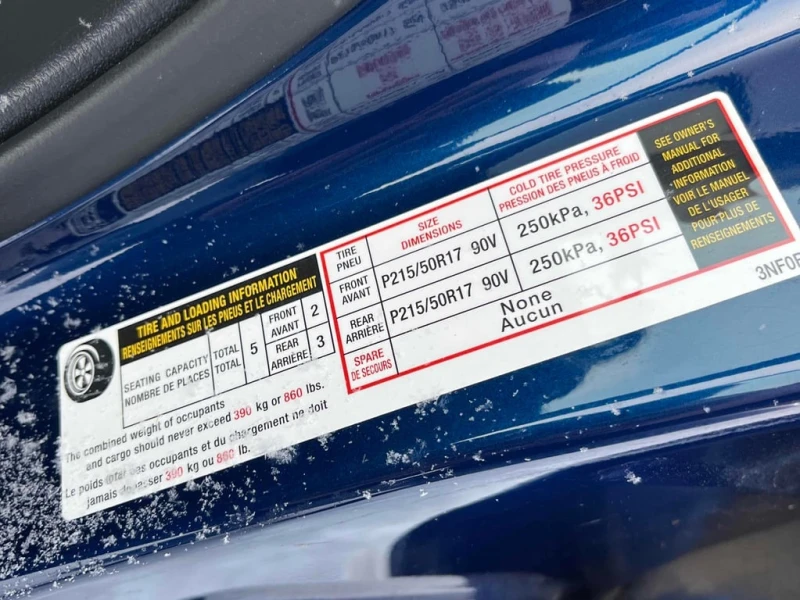 TIRE AND LOADING INFORMATION
RENSEIGNEMENTS SUR LES PNEUS ET LE CHARGEMENT
SEATING CAPACITY
NOMBRE DE PLACES
TOTAL
TOTAL
5
FRONT
AVANT
2
REAR
ARRIÈRE
3
The combined weight of occupants
and cargo should never exceed 390 kg or 860 lbs.
Le poids des occupants et du chargement ne doit
jamais dépasser 390 kg ou 860 lb.
TIRE
PNEU
SIZE
DIMENSIONS
COLD TIRE PRESSURE
PRESSION DES PNEUS À FROID
FRONT
AVANT
P215/50R17 90V
250kPa, 36PSI
REAR
ARRIÈRE
P215/50R17 90V
250kPa, 36PSI
SPARE
DE SECOURS
None
Aucun
SEE OWNER'S
MANUAL FOR
ADDITIONAL
INFORMATION
VOIR LE MANUEL
DE L'USAGER
POUR PLUS DE
RENSEIGNEMENTS